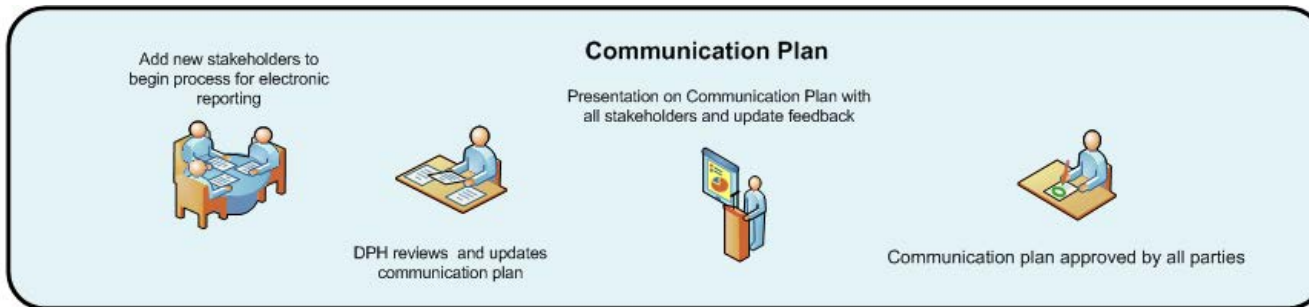 Communication Plan
Add new stakeholders to
begin process for electronic
reporting
DPH reviews and updates
communication plan
Presentation on Communication Plan with
all stakeholders and update feedback
Communication plan approved by all parties